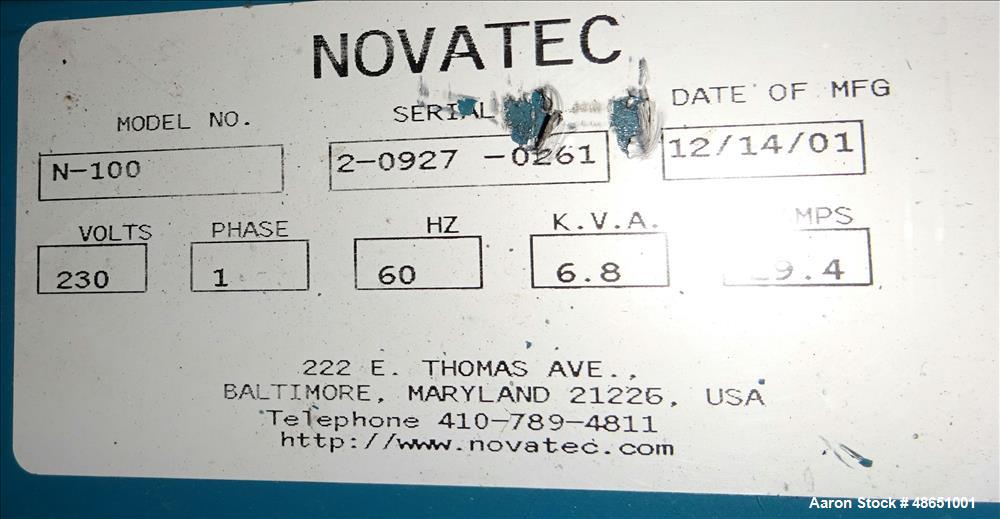 NOVATEC
MODEL NO. SERIAL DATE OF MFG
N-100 2-0927 -0261 12/14/01
VOLTS PHASE HZ K.V.A.
230 1 60 6.8
222 E. THOMAS AVE.,
BALTIMORE, MARYLAND 21226, USA
Telephone 410-789-4811
http://www.novatec.com
Aaron Stock # 48651001